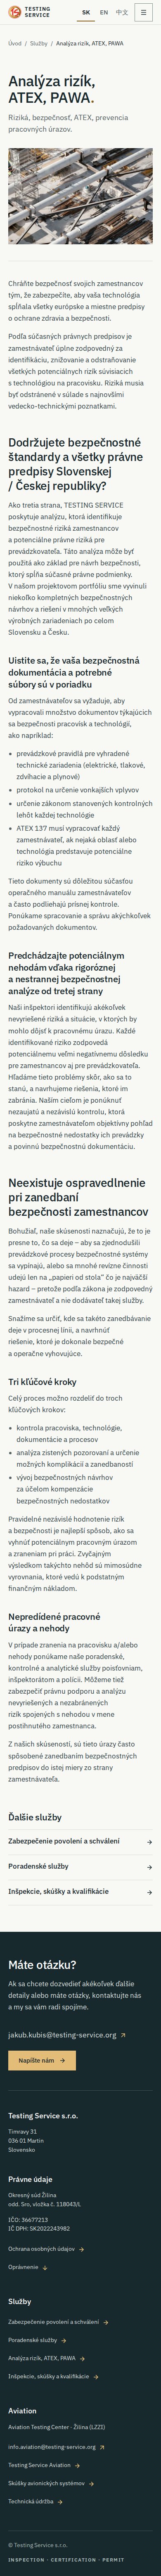 TESTING
SERVICE
SK EN 中文
Úvod / Služby / Analýza rizík, ATEX, PAWA
Analýza rizík,
ATEX, PAWA.
Riziká, bezpečnosť, ATEX, prevencia
pracovných úrazov.
Chráňte bezpečnosť svojich zamestnancov
tým, že zabezpečíte, aby vaša technológia
spĺňala všetky európske a miestne predpisy
o ochrane zdravia a bezpečnosti.
Podľa súčasných právnych predpisov je
zamestnávateľ úplne zodpovedný za
identifikáciu, znižovanie a odstraňovanie
všetkých potenciálnych rizík súvisiacich
s technológiou na pracovisku. Riziká musia
byť odstránené v súlade s najnovšími
vedecko-technickými poznatkami.
Dodržujete bezpečnostné
štandardy a všetky právne
predpisy Slovenskej
/ Českej republiky?
Ako tretia strana, TESTING SERVICE
poskytuje analýzu, ktorá identifikuje
bezpečnostné riziká zamestnancov
a potenciálne právne riziká pre
prevádzkovateľa. Táto analýza môže byť
použitá ako základ pre návrh bezpečnosti,
ktorý spĺňa súčasné právne podmienky.
V našom projektovom portfóliu sme vyvinuli
niekoľko kompletných bezpečnostných
návrhov a riešení v mnohých veľkých
výrobných zariadeniach po celom
Slovensku a Česku.
Uistite sa, že vaša bezpečnostná
dokumentácia a potrebné
súbory sú v poriadku
Od zamestnávateľov sa vyžaduje, aby
vypracovali množstvo dokumentov týkajúcich
sa bezpečnosti pracovísk a technológií,
ako napríklad:
prevádzkové pravidlá pre vyhradené
technické zariadenia (elektrické, tlakové,
zdvíhacie a plynové)
protokol na určenie vonkajších vplyvov
určenie zákonom stanovených kontrolných
lehôt každej technológie
ATEX 137 musí vypracovať každý
zamestnávateľ, ak nejaká oblasť alebo
technológia predstavuje potenciálne
riziko výbuchu
Tieto dokumenty sú dôležitou súčasťou
operačného manuálu zamestnávateľov
a často podliehajú prísnej kontrole.
Ponúkame spracovanie a správu akýchkoľvek
požadovaných dokumentov.
Predchádzajte potenciálnym
nehodám vďaka rigoróznej
a nestrannej bezpečnostnej
analýze od tretej strany
Naši inšpektori identifikujú akékoľvek
nevyriešené riziká a situácie, v ktorých by
mohlo dôjsť k pracovnému úrazu. Každé
identifikované riziko zodpovedá
potenciálnemu veľmi negatívnemu dôsledku
pre zamestnancov aj pre prevádzkovateľa.
Hľadáme tieto problémy skôr, ako sa to
stanú, a navrhujeme riešenia, ktoré im
zabránia. Naším cieľom je ponúknuť
nezaujatú a nezávislú kontrolu, ktorá
poskytne zamestnávateľom objektívny pohľad
na bezpečnostné nedostatky ich prevádzky
a povinnú bezpečnostnú dokumentáciu.
Neexistuje ospravedlnenie
pri zanedbaní
bezpečnosti zamestnancov
Bohužiaľ, naše skúsenosti naznačujú, že to je
presne to, čo sa deje – aby sa zjednodušili
prevádzkové procesy bezpečnostné systémy
sa vypínajú, alebo sa mnohé revízne činnosti
dejú len na „papieri od stola“ čo je najväčší
hazard – pretože podľa zákona je zodpovedný
zamestnávateľ a nie dodávateľ takej služby.
Snažíme sa určiť, kde sa takéto zanedbávanie
deje v procesnej línii, a navrhnúť
riešenie, ktoré je dokonale bezpečné
a operačne vyhovujúce.
Tri kľúčové kroky
Celý proces možno rozdeliť do troch
kľúčových krokov:
kontrola pracoviska, technológie,
dokumentácie a procesov
analýza zistených pozorovaní a určenie
možných komplikácií a zanedbaností
vývoj bezpečnostných návrhov
za účelom kompenzácie
bezpečnostných nedostatkov
Pravidelné nezávislé hodnotenie rizík
a bezpečnosti je najlepší spôsob, ako sa
vyhnúť potenciálnym pracovným úrazom
a zraneniam pri práci. Zvyčajným
výsledkom takýchto nehôd sú mimosúdne
vyrovnania, ktoré vedú k podstatným
finančným nákladom.
Nepredídené pracovné
úrazy a nehody
V prípade zranenia na pracovisku a/alebo
nehody ponúkame naše poradenské,
kontrolné a analytické služby poisťovniam,
inšpektorátom a polícii. Môžeme tiež
zabezpečiť právnu podporu a analýzu
nevyriešených a nezabránených
rizík spojených s nehodou v mene
postihnutého zamestnanca.
Z našich skúseností, sú tieto úrazy často
spôsobené zanedbaním bezpečnostných
predpisov do istej miery zo strany
zamestnávateľa.
Ďalšie služby
Zabezpečenie povolení a schválení →
Poradenské služby →
Inšpekcie, skúšky a kvalifikácie →
Máte otázku?
Ak sa chcete dozvedieť akékoľvek ďalšie
detaily alebo máte otázky, kontaktujte nás
a my sa vám radi spojíme.
jakub.kubis@testing-service.org ↗
Napíšte nám →
Testing Service s.r.o.
Timravy 31
036 01 Martin
Slovensko
Právne údaje
Okresný súd Žilina
odd. Sro, vložka č. 118043/L
IČO: 36677213
IČ DPH: SK2022243982
Ochrana osobných údajov →
Oprávnenie ↓
Služby
Zabezpečenie povolení a schválení →
Poradenské služby →
Analýza rizík, ATEX, PAWA →
Inšpekcie, skúšky a kvalifikácie →
Aviation
Aviation Testing Center · Žilina (LZZI)
info.aviation@testing-service.org ↗
Testing Service Aviation →
Skúšky avionických systémov →
Technická údržba →
© Testing Service s.r.o.
INSPECTION · CERTIFICATION · PERMIT